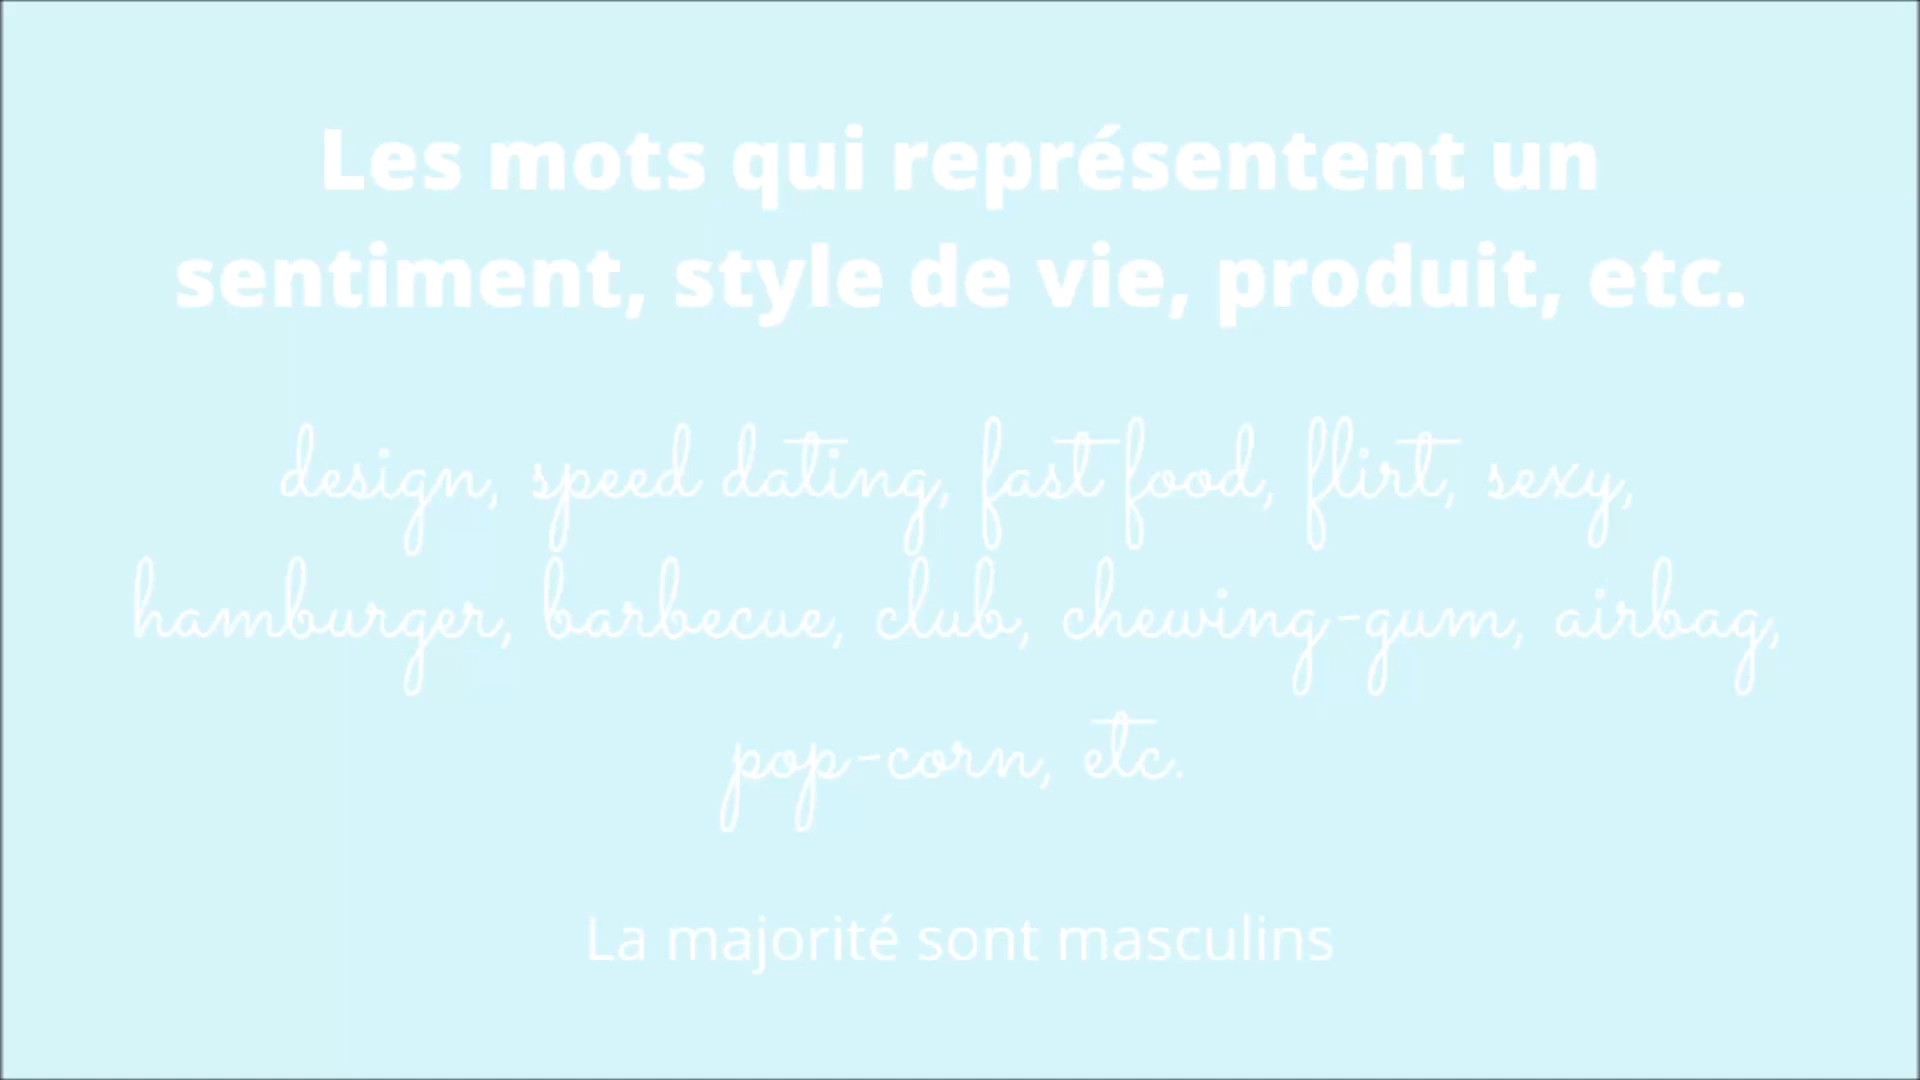 Les mots qui représentent un
sentiment, style de vie, produit, etc.
design, speed dating, fast food, flirt, sexy,
hamburger, barbecue, club, chewing-gum, airbag,
pop-corn, etc.
La majorité sont masculins